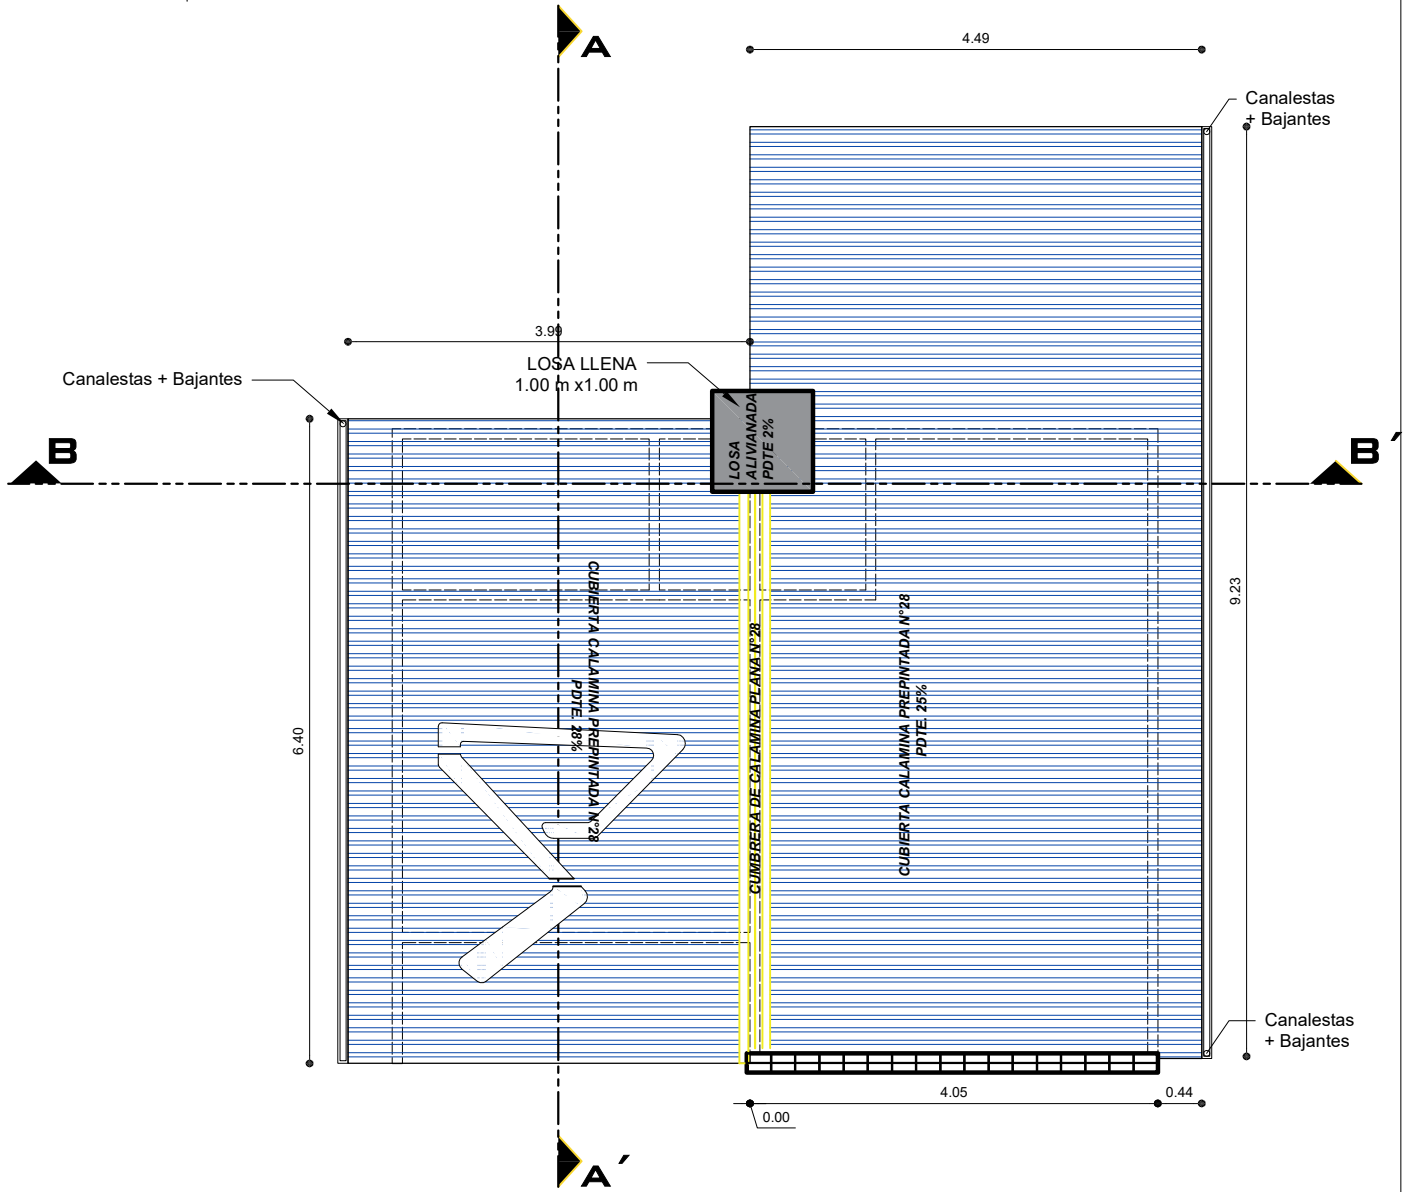 A
4.49
Canalestas
+ Bajantes
3.99
LOSA LLENA
1.00 m x1.00 m
Canalestas + Bajantes
LOSA
ALIVIANADA
PDTE 2%
B
B´
CUBIERTA CALAMINA PREPINTADA N°28
PDTE. 28%
CUMBRERA DE CALAMINA PLANA N°28
CUBIERTA CALAMINA PREPINTADA N°28
PDTE. 25%
9.23
6.40
Canalestas
+ Bajantes
4.05
0.44
0.00
A´